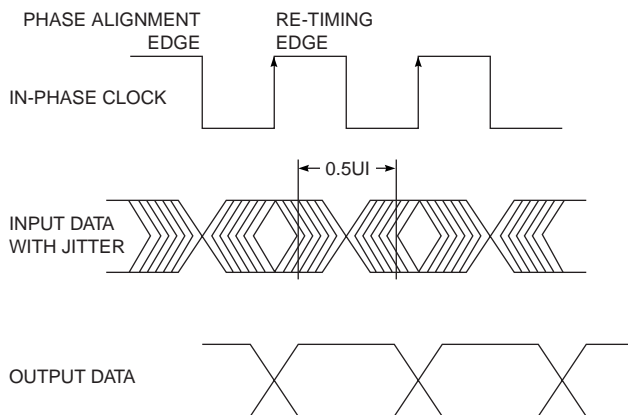 PHASE ALIGNMENT
EDGE
RE-TIMING
EDGE
IN-PHASE CLOCK
0.5UI
INPUT DATA
WITH JITTER
OUTPUT DATA